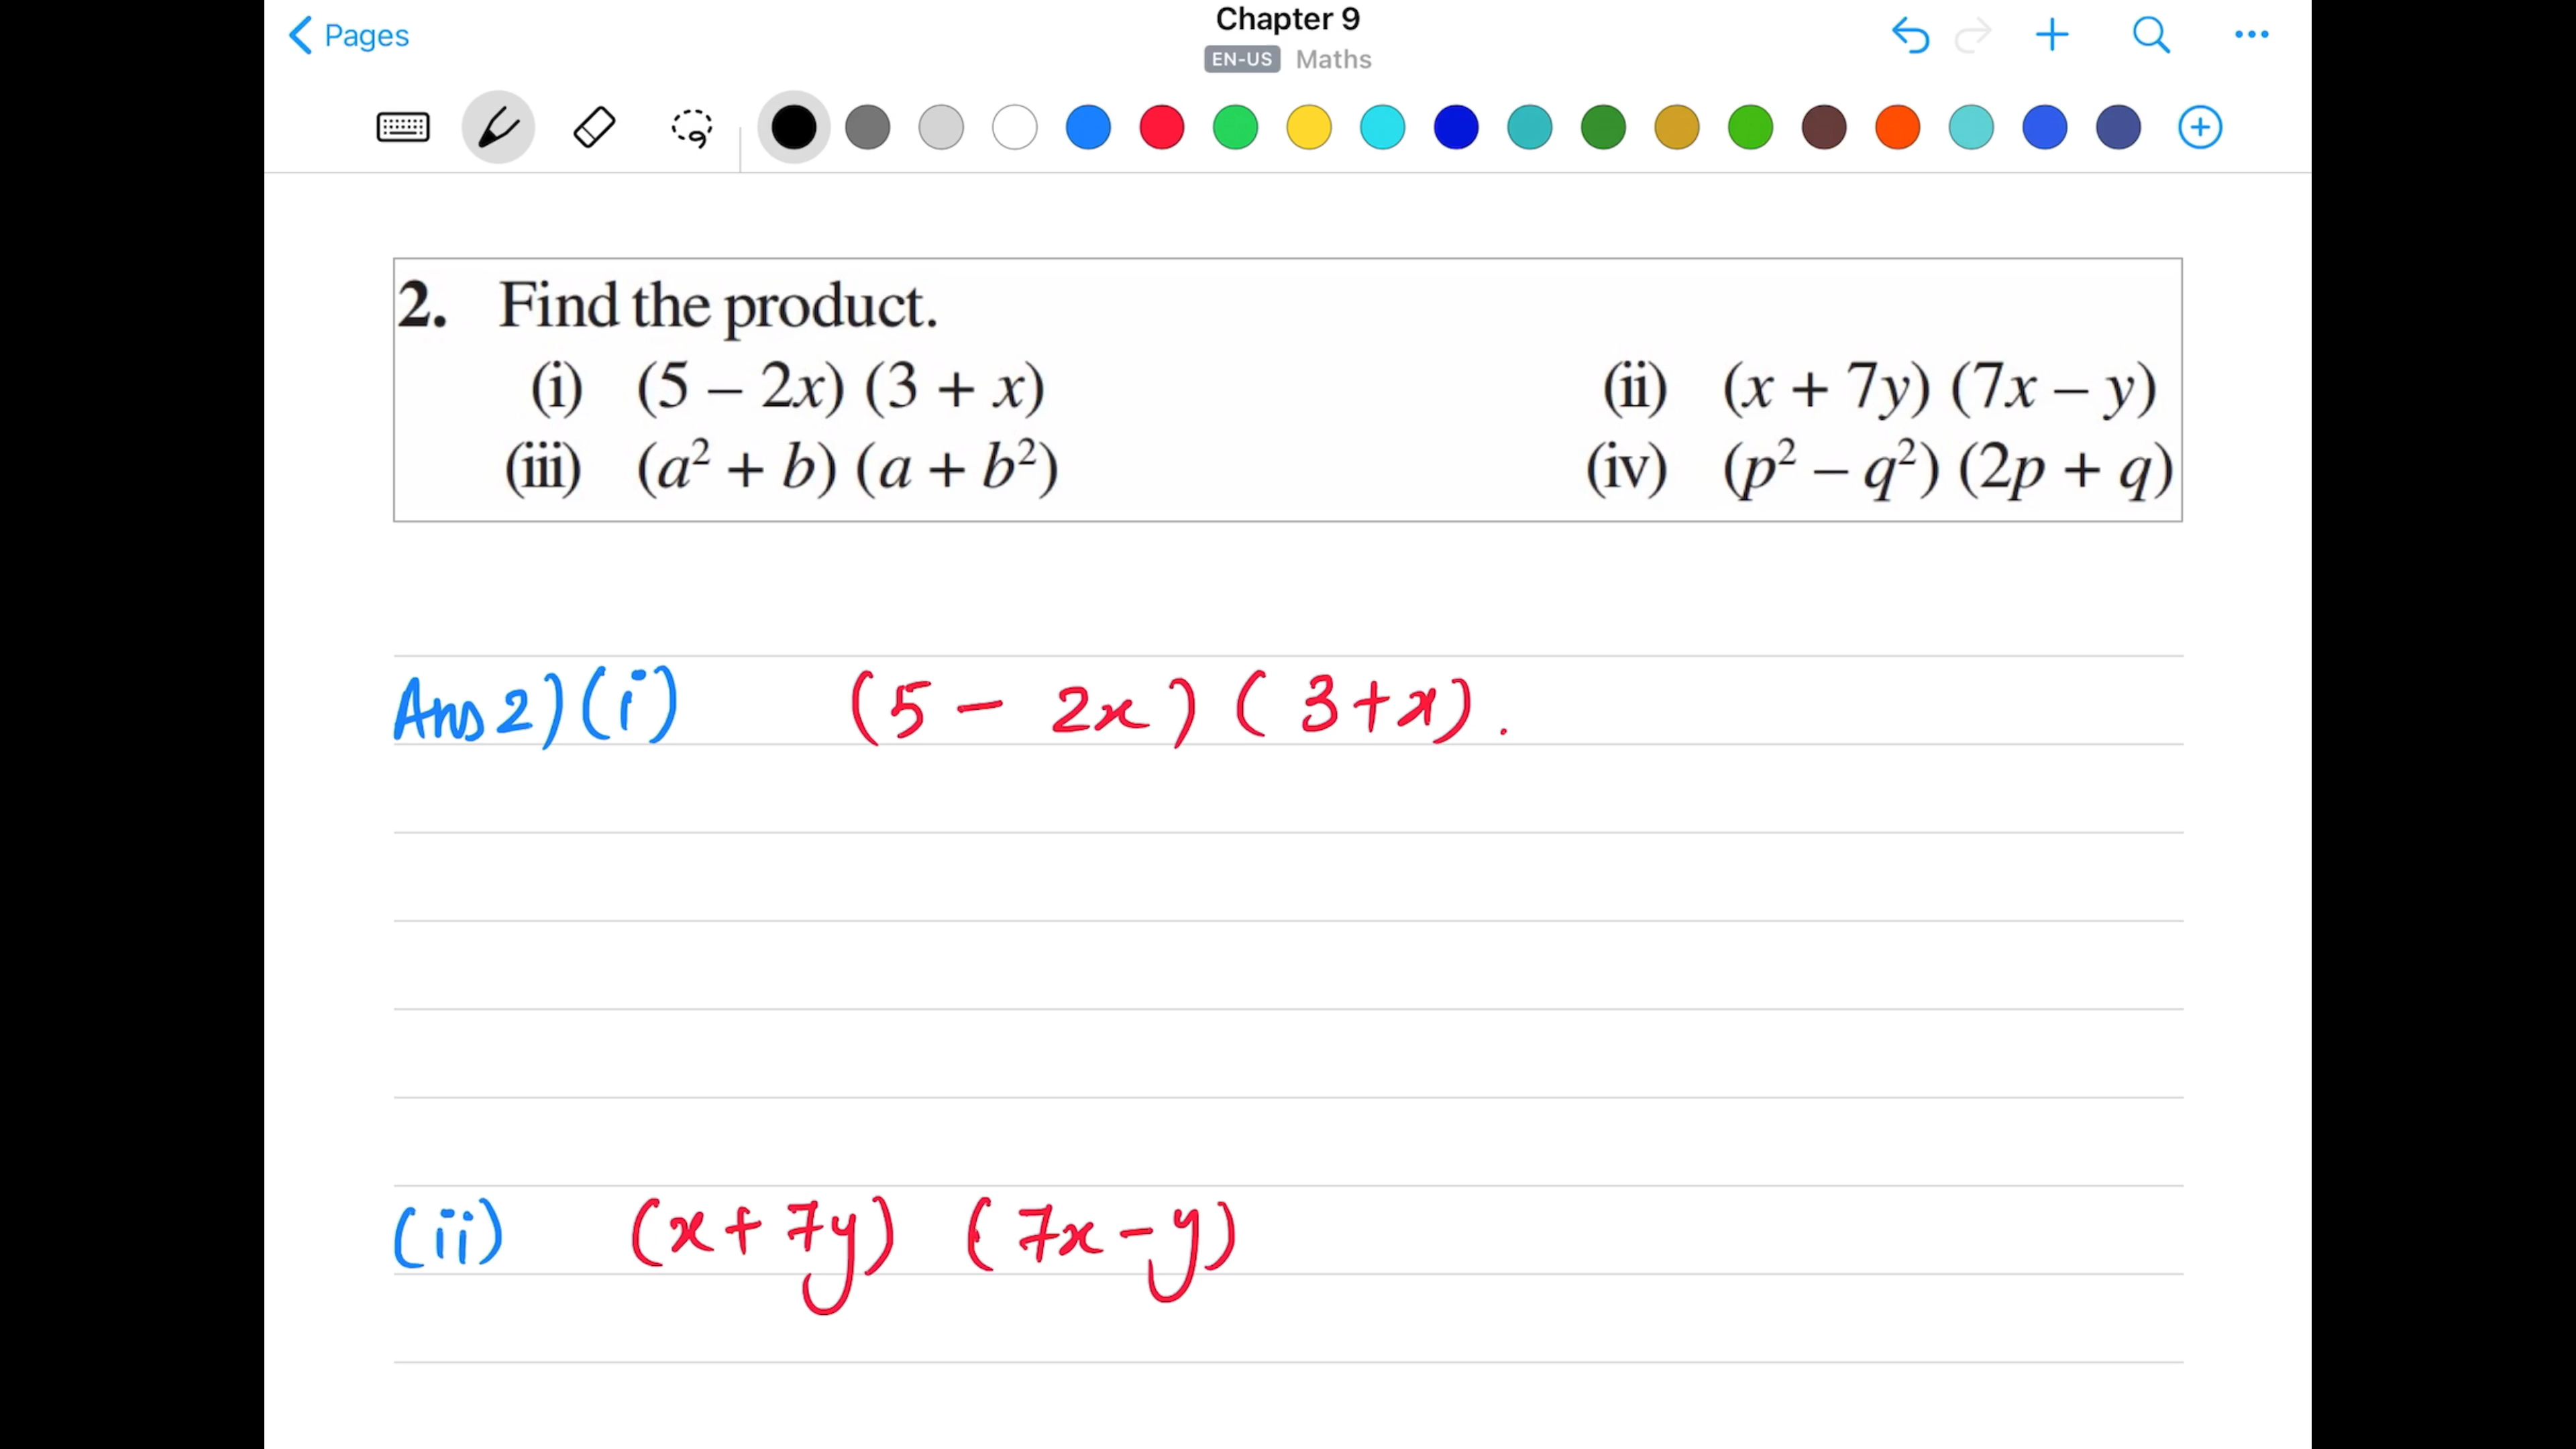 Pages
Chapter 9
EN-US Maths
2. Find the product.
(i) (5 – 2x) (3 + x) (ii) (x + 7y) (7x – y)
(iii) (a² + b) (a + b²) (iv) (p² – q²) (2p + q)
Ans 2) (i) (5 - 2x) (3+x).
(ii) (x + 7y) (7x - y)